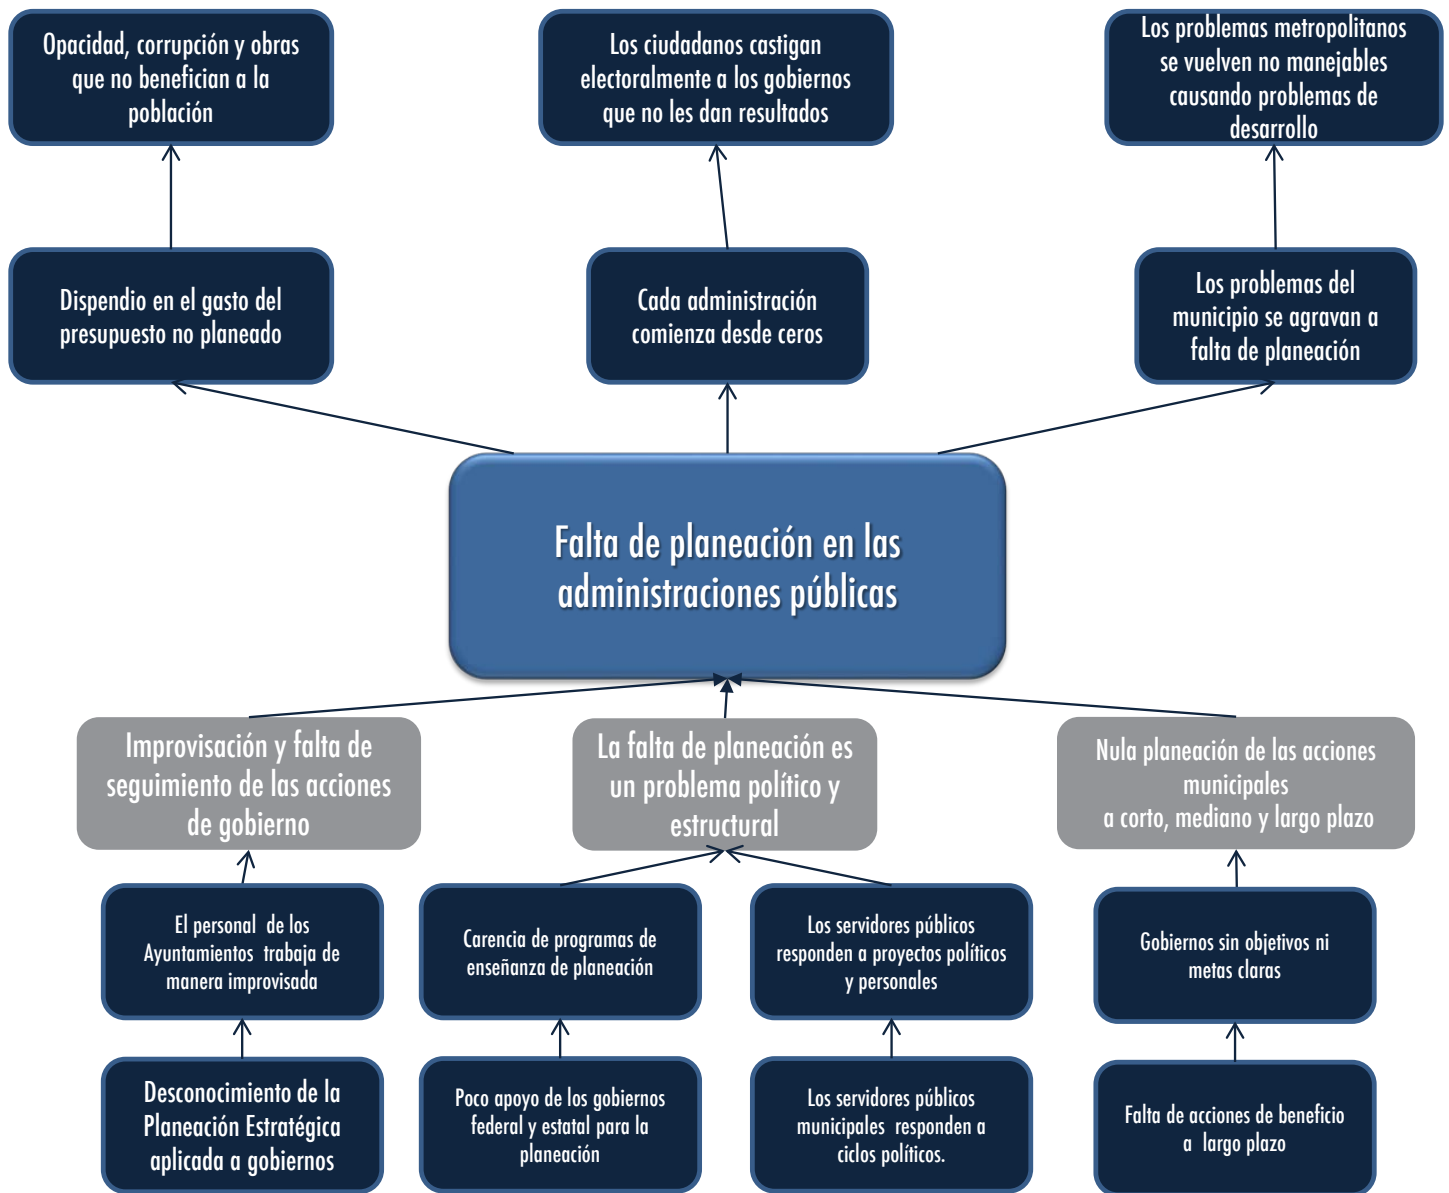 Opacidad, corrupción y obras
que no benefician a la
población
Los ciudadanos castigan
electoralmente a los gobiernos
que no les dan resultados
Los problemas metropolitanos
se vuelven no manejables
causando problemas de
desarrollo
Dispendio en el gasto del
presupuesto no planeado
Cada administración
comienza desde ceros
Los problemas del
municipio se agravan a
falta de planeación
Falta de planeación en las
administraciones públicas
Improvisación y falta de
seguimiento de las acciones
de gobierno
La falta de planeación es
un problema político y
estructural
Nula planeación de las acciones
municipales
a corto, mediano y largo plazo
El personal de los
Ayuntamientos trabaja de
manera improvisada
Carencia de programas de
enseñanza de planeación
Los servidores públicos
responden a proyectos políticos
y personales
Gobiernos sin objetivos ni
metas claras
Desconocimiento de la
Planeación Estratégica
aplicada a gobiernos
Poco apoyo de los gobiernos
federal y estatal para la
planeación
Los servidores públicos
municipales responden a
ciclos políticos.
Falta de acciones de beneficio
a largo plazo